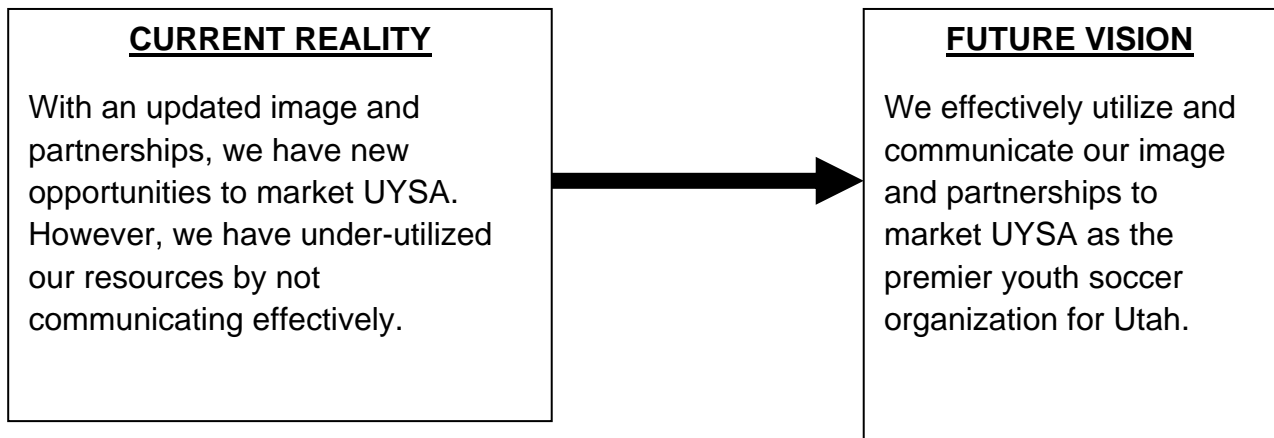 CURRENT REALITY
With an updated image and
partnerships, we have new
opportunities to market UYSA.
However, we have under-utilized
our resources by not
communicating effectively.
FUTURE VISION
We effectively utilize and
communicate our image
and partnerships to
market UYSA as the
premier youth soccer
organization for Utah.